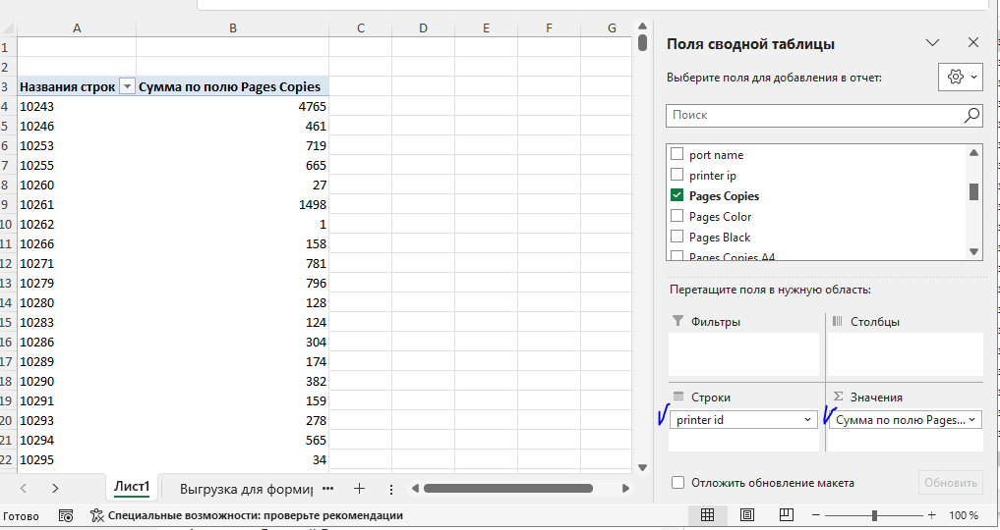 A B C D E F G
Поля сводной таблицы
1
Выберите поля для добавления в отчет:
2
3 Названия строк Сумма по полю Pages Copies
Поиск
4 10243 4765
5 10246 461
port name
6 10253 719
printer ip
7 10255 665
Pages Copies
8 10260 27
Pages Color
9 10261 1498
Pages Black
10 10262 1
Pages Copies A4
11 10266 158
12 10271 781
13 10279 796
Перетащите поля в нужную область:
14 10280 128
15 10283 124
Фильтры Столбцы
16 10286 304
17 10289 174
18 10290 382
19 10291 159
Строки Значения
20 10293 278
printer id Сумма по полю Pages...
21 10294 565
22 10295 34
Лист1 Выгрузка для формир ...
Отложить обновление макета Обновить
Готово Специальные возможности: проверьте рекомендации 100 %